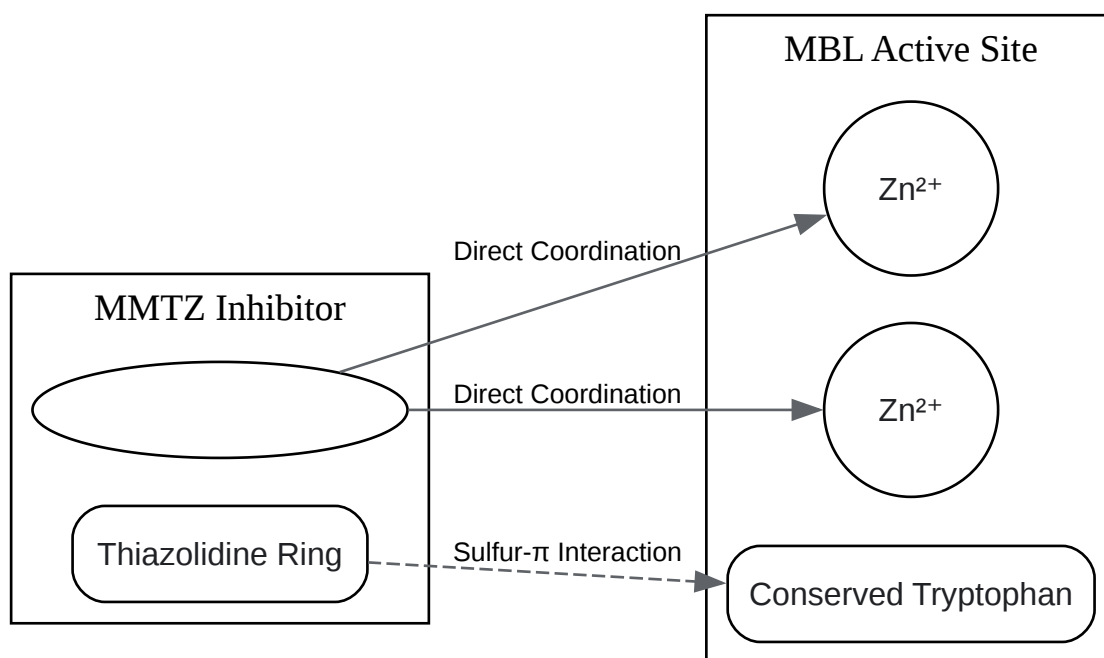 MBL Active Site
Zn²⁺
Direct Coordination
MMTZ Inhibitor
Direct Coordination
Zn²⁺
Thiazolidine Ring
Sulfur-π Interaction
Conserved Tryptophan